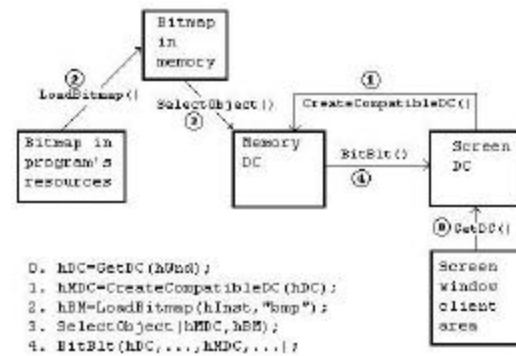 Bitmap
in
memory
②
LoadBitmap()
SelectObject()
③
①
CreateCompatibleDC()
Bitmap in
program's
resources
Memory
DC
BitBlt()
④
Screen
DC
⓪ GetDC()
Screen
window
client
area
0. hDC=GetDC(hWnd);
1. hMDC=CreateCompatibleDC(hDC);
2. hBM=LoadBitmap(hInst,"bmp");
3. SelectObject(hMDC,hBM);
4. BitBlt(hDC,...,hMDC,...);